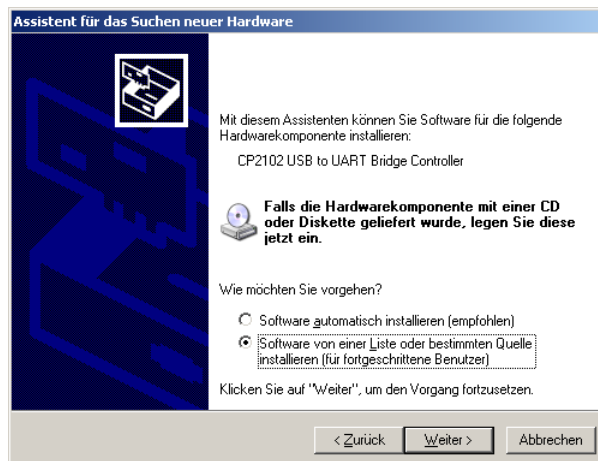 Assistent für das Suchen neuer Hardware
Mit diesem Assistenten können Sie Software für die folgende
Hardwarekomponente installieren:
CP2102 USB to UART Bridge Controller
Falls die Hardwarekomponente mit einer CD
oder Diskette geliefert wurde, legen Sie diese
jetzt ein.
Wie möchten Sie vorgehen?
Software automatisch installieren (empfohlen)
Software von einer Liste oder bestimmten Quelle
installieren (für fortgeschrittene Benutzer)
Klicken Sie auf "Weiter", um den Vorgang fortzusetzen.
< Zurück Weiter > Abbrechen